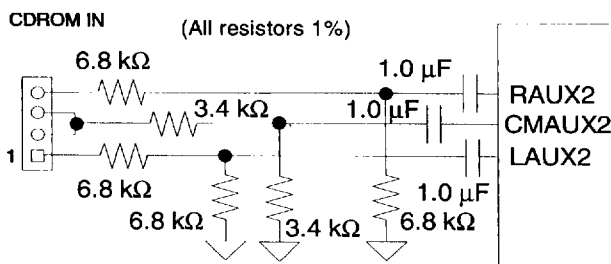 CDROM IN
(All resistors 1%)
6.8 kΩ
1.0 µF
RAUX2
3.4 kΩ
1.0 µF
CMAUX2
1
LAUX2
6.8 kΩ
1.0 µF
6.8 kΩ
3.4 kΩ
6.8 kΩ